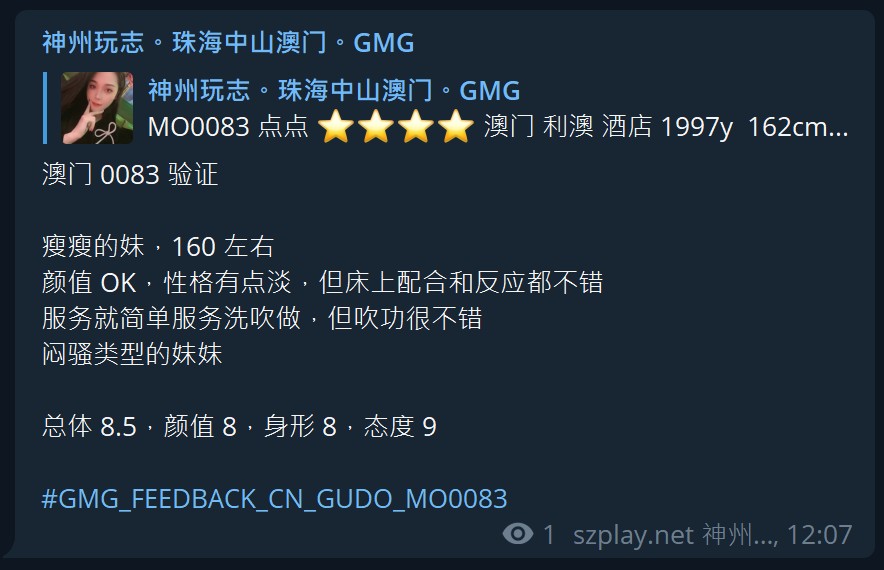 神州玩志。珠海中山澳门。GMG
神州玩志。珠海中山澳门。GMG
MO0083 点点 ⭐⭐⭐⭐ 澳门 利澳 酒店 1997y 162cm...
澳门 0083 验证
瘦瘦的妹，160 左右
颜值 OK，性格有点淡，但床上配合和反应都不错
服务就简单服务洗吹做，但吹功很不错
闷骚类型的妹妹
总体 8.5，颜值 8，身形 8，态度 9
#GMG_FEEDBACK_CN_GUDO_MO0083
1 szplay.net 神州..., 12:07